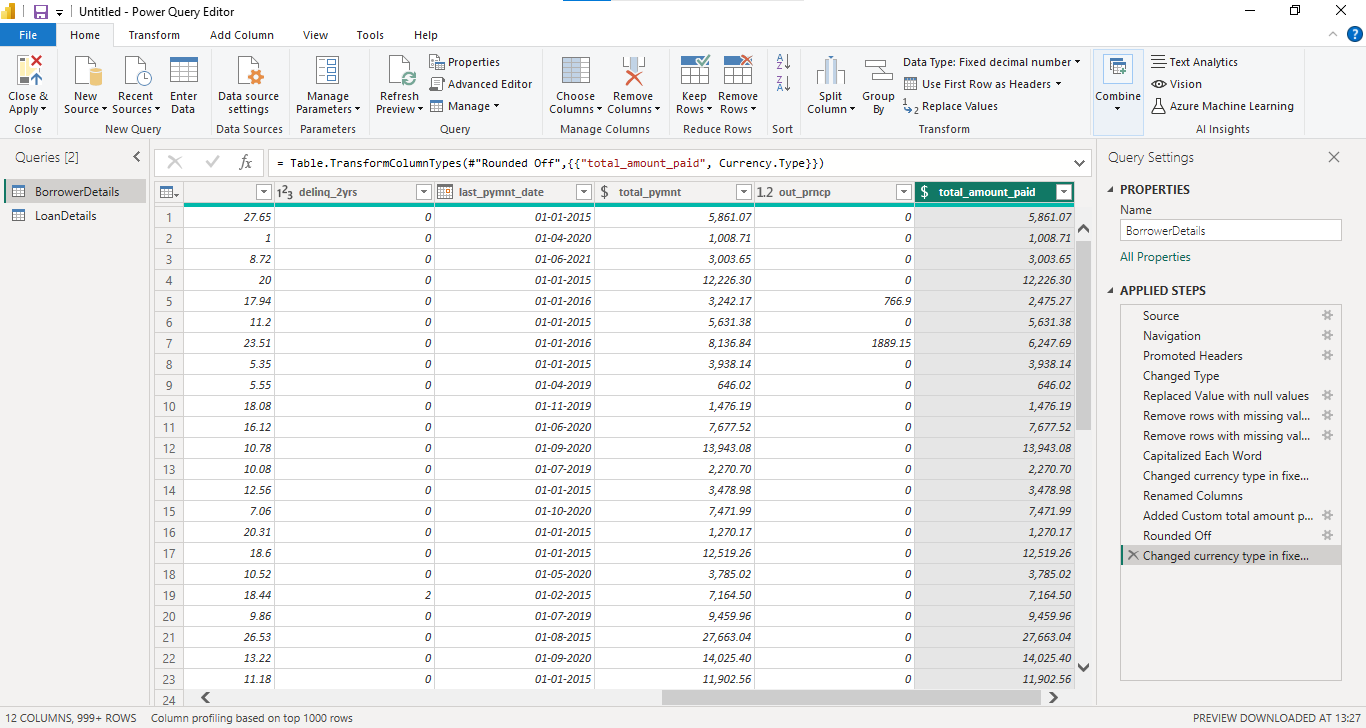 Untitled - Power Query Editor
File Home Transform Add Column View Tools Help
Close & Apply
New Source
Recent Sources
Enter Data
Data source settings
Manage Parameters
Refresh Preview
Properties
Advanced Editor
Manage
Choose Columns
Remove Columns
Keep Rows
Remove Rows
Split Column
Group By
Data Type: Fixed decimal number
Use First Row as Headers
Replace Values
Combine
Text Analytics
Vision
Azure Machine Learning
Close New Query Data Sources Parameters Query Manage Columns Reduce Rows Sort Transform AI Insights
Queries [2]
BorrowerDetails
LoanDetails
= Table.TransformColumnTypes(#"Rounded Off",{{"total_amount_paid", Currency.Type}})
1²3 delinq_2yrs last_pymnt_date $ total_pymnt 1.2 out_prncp $ total_amount_paid
1 27.65 0 01-01-2015 5,861.07 0 5,861.07
2 1 0 01-04-2020 1,008.71 0 1,008.71
3 8.72 0 01-06-2021 3,003.65 0 3,003.65
4 20 0 01-01-2015 12,226.30 0 12,226.30
5 17.94 0 01-01-2016 3,242.17 766.9 2,475.27
6 11.2 0 01-01-2015 5,631.38 0 5,631.38
7 23.51 0 01-01-2016 8,136.84 1889.15 6,247.69
8 5.35 0 01-01-2015 3,938.14 0 3,938.14
9 5.55 0 01-04-2019 646.02 0 646.02
10 18.08 0 01-11-2019 1,476.19 0 1,476.19
11 16.12 0 01-06-2020 7,677.52 0 7,677.52
12 10.78 0 01-09-2020 13,943.08 0 13,943.08
13 10.08 0 01-07-2019 2,270.70 0 2,270.70
14 12.56 0 01-01-2015 3,478.98 0 3,478.98
15 7.06 0 01-10-2020 7,471.99 0 7,471.99
16 20.31 0 01-01-2015 1,270.17 0 1,270.17
17 18.6 0 01-01-2015 12,519.26 0 12,519.26
18 10.52 0 01-05-2020 3,785.02 0 3,785.02
19 18.44 2 01-02-2015 7,164.50 0 7,164.50
20 9.86 0 01-07-2019 9,459.96 0 9,459.96
21 26.53 0 01-08-2015 27,663.04 0 27,663.04
22 13.22 0 01-09-2020 14,025.40 0 14,025.40
23 11.18 0 01-01-2015 11,902.56 0 11,902.56
24
Query Settings
PROPERTIES
Name
BorrowerDetails
All Properties
APPLIED STEPS
Source
Navigation
Promoted Headers
Changed Type
Replaced Value with null values
Remove rows with missing val...
Remove rows with missing val...
Capitalized Each Word
Changed currency type in fixe...
Renamed Columns
Added Custom total amount p...
Rounded Off
Changed currency type in fixe...
12 COLUMNS, 999+ ROWS Column profiling based on top 1000 rows PREVIEW DOWNLOADED AT 13:27